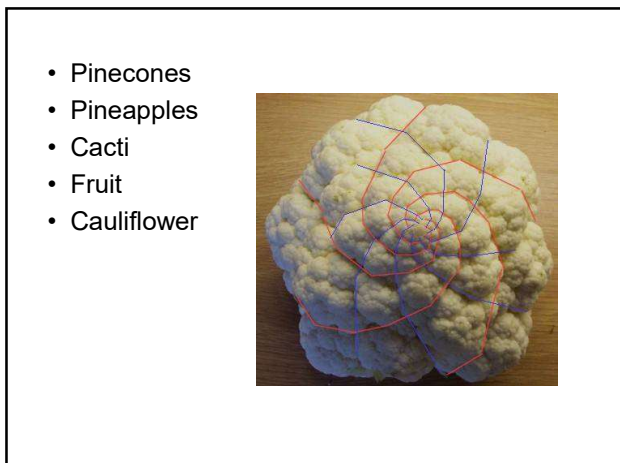 • Pinecones
• Pineapples
• Cacti
• Fruit
• Cauliflower